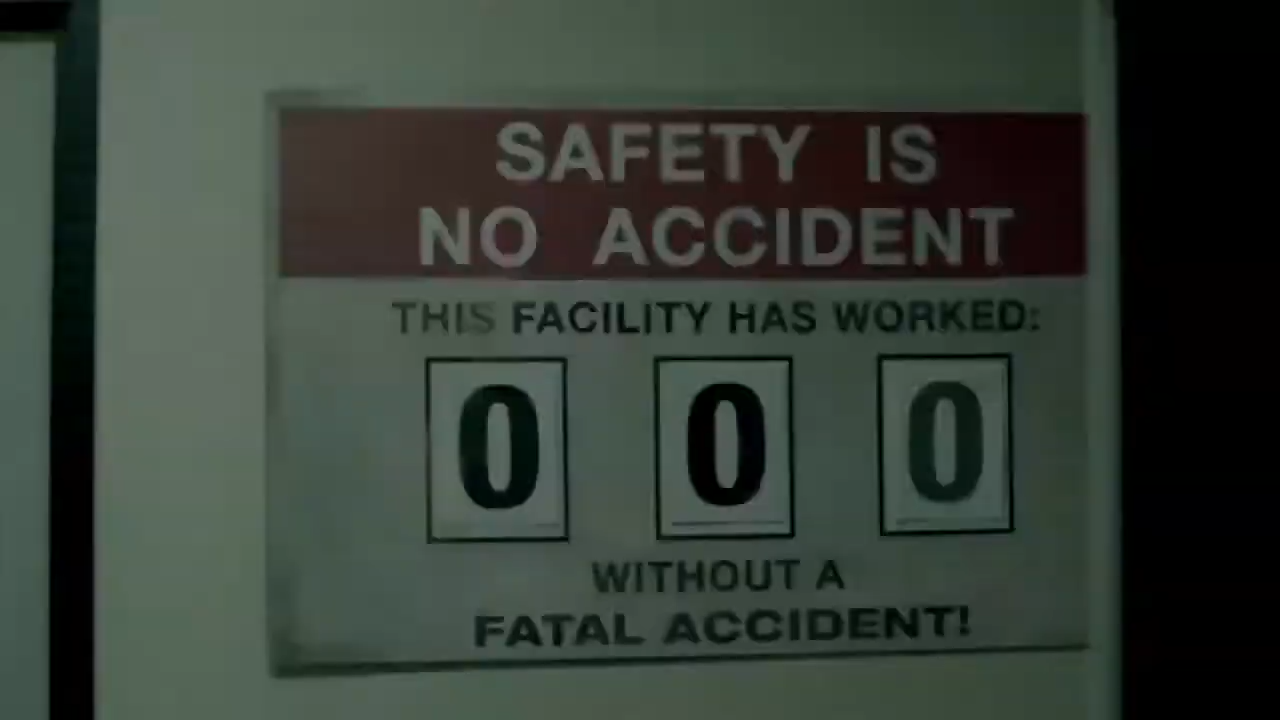 SAFETY IS
NO ACCIDENT
THIS FACILITY HAS WORKED:
0 0 0
WITHOUT A
FATAL ACCIDENT!